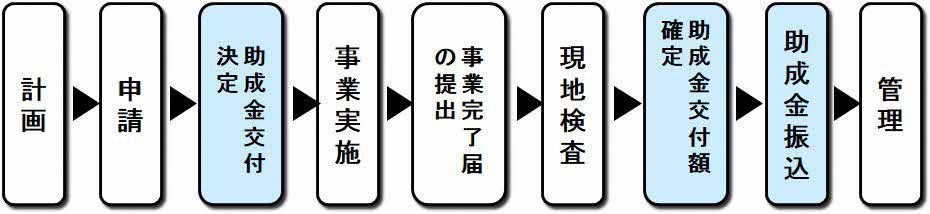 計画
申請
助成金交付
決定
事業実施
事業完了届
の提出
現地検査
助成金交付額
確定
助成金振込
管理